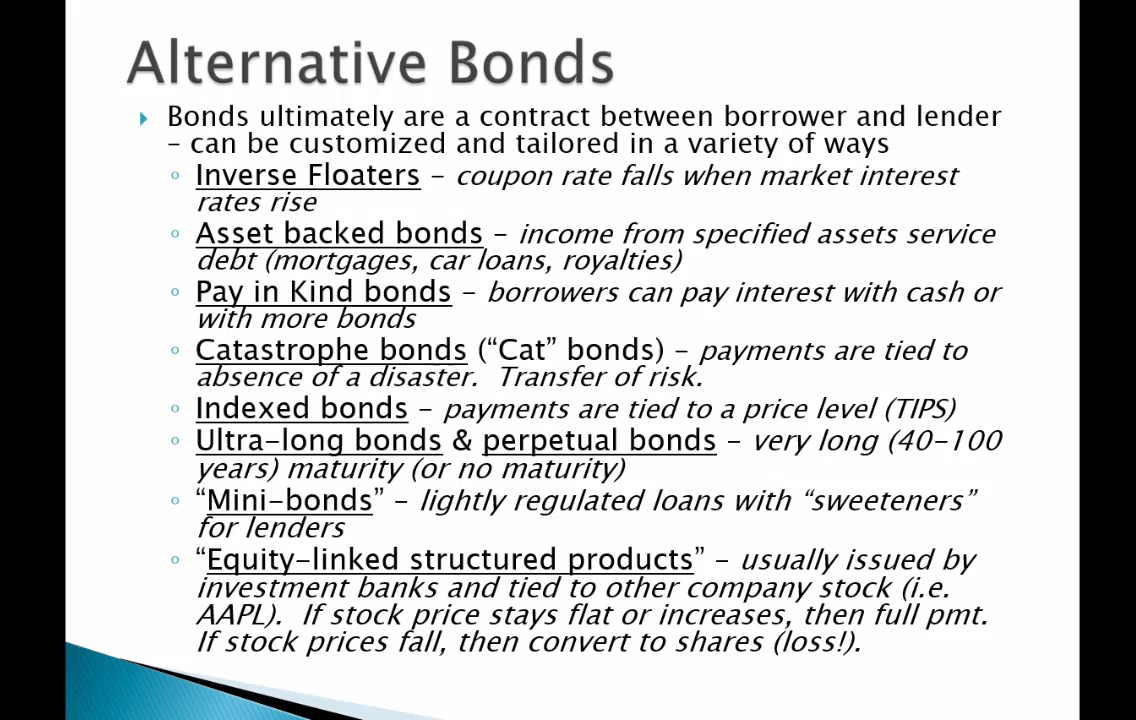 Alternative Bonds
Bonds ultimately are a contract between borrower and lender
– can be customized and tailored in a variety of ways
Inverse Floaters – coupon rate falls when market interest
rates rise
Asset backed bonds – income from specified assets service
debt (mortgages, car loans, royalties)
Pay in Kind bonds – borrowers can pay interest with cash or
with more bonds
Catastrophe bonds (“Cat” bonds) – payments are tied to
absence of a disaster.  Transfer of risk.
Indexed bonds – payments are tied to a price level (TIPS)
Ultra-long bonds & perpetual bonds – very long (40-100
years) maturity (or no maturity)
“Mini-bonds” – lightly regulated loans with “sweeteners”
for lenders
“Equity-linked structured products” – usually issued by
investment banks and tied to other company stock (i.e.
AAPL).  If stock price stays flat or increases, then full pmt.
If stock prices fall, then convert to shares (loss!).